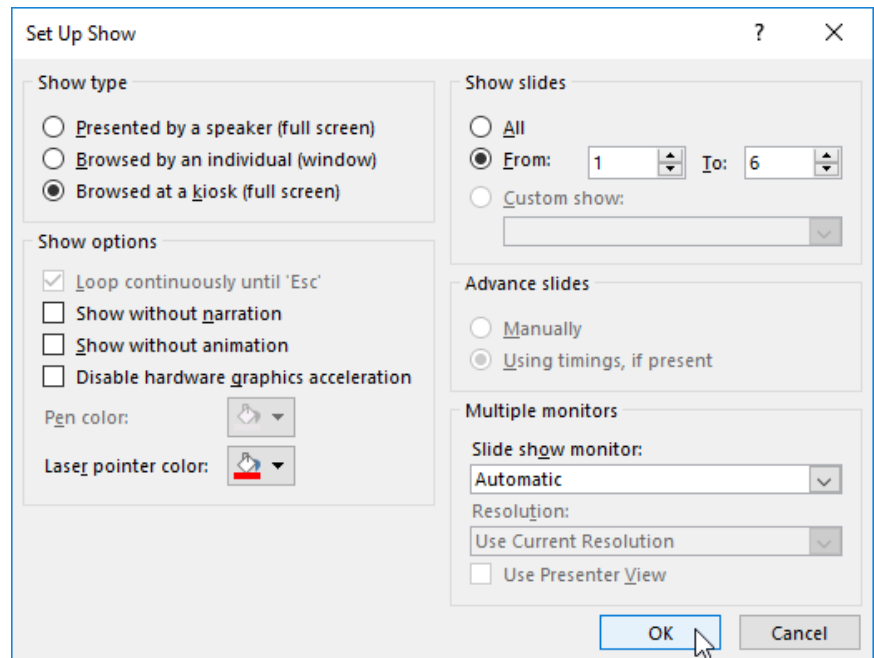 Set Up Show
?
Show type
Presented by a speaker (full screen)
Browsed by an individual (window)
Browsed at a kiosk (full screen)
Show options
Loop continuously until 'Esc'
Show without narration
Show without animation
Disable hardware graphics acceleration
Pen color:
Laser pointer color:
Show slides
All
From: 1 To: 6
Custom show:
Advance slides
Manually
Using timings, if present
Multiple monitors
Slide show monitor:
Automatic
Resolution:
Use Current Resolution
Use Presenter View
OK Cancel